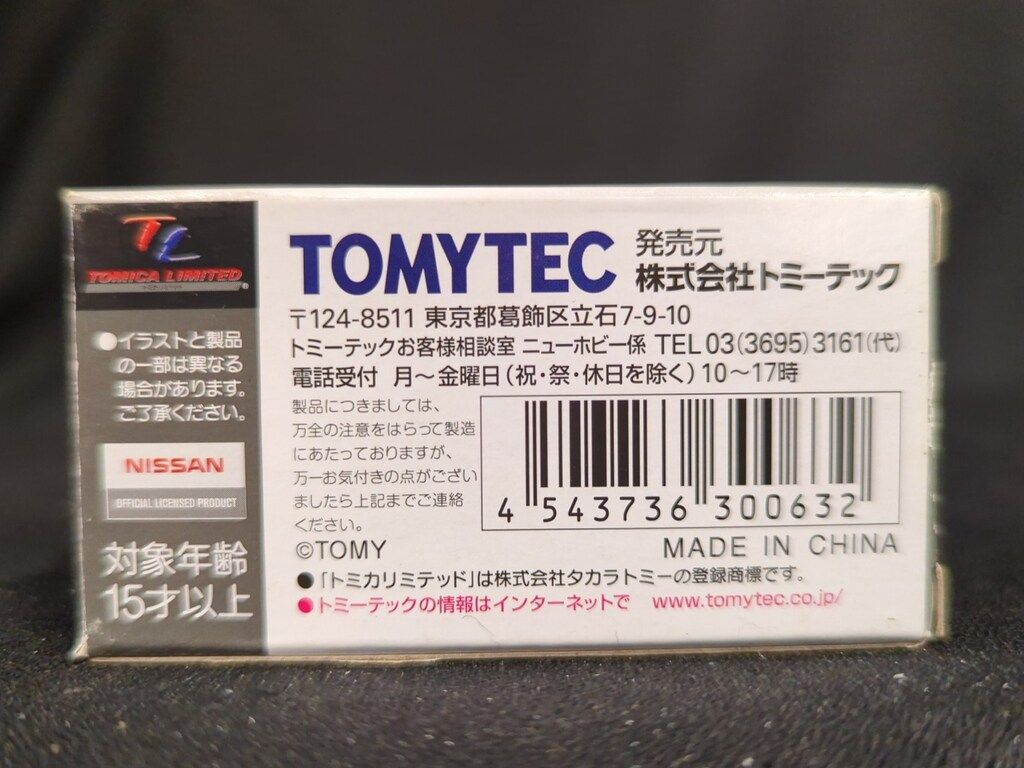 TL
TOMICA LIMITED
●イラストと製品
の一部は異なる
場合があります。
ご了承ください。
NISSAN
OFFICIAL LICENSED PRODUCT
対象年齢
15才以上
TOMYTEC 発売元
株式会社トミーテック
〒124-8511 東京都葛飾区立石7-9-10
トミーテックお客様相談室 ニューホビー係 TEL 03(3695)3161(代)
電話受付 月～金曜日(祝・祭・休日を除く)10～17時
製品につきましては、
万全の注意をはらって製造
にあたっておりますが、
万一お気付きの点がござい
ましたら上記までご連絡
ください。
4 543736 300632
©TOMY
MADE IN CHINA
●「トミカリミテッド」は株式会社タカラトミーの登録商標です。
●トミーテックの情報はインターネットで www.tomytec.co.jp/